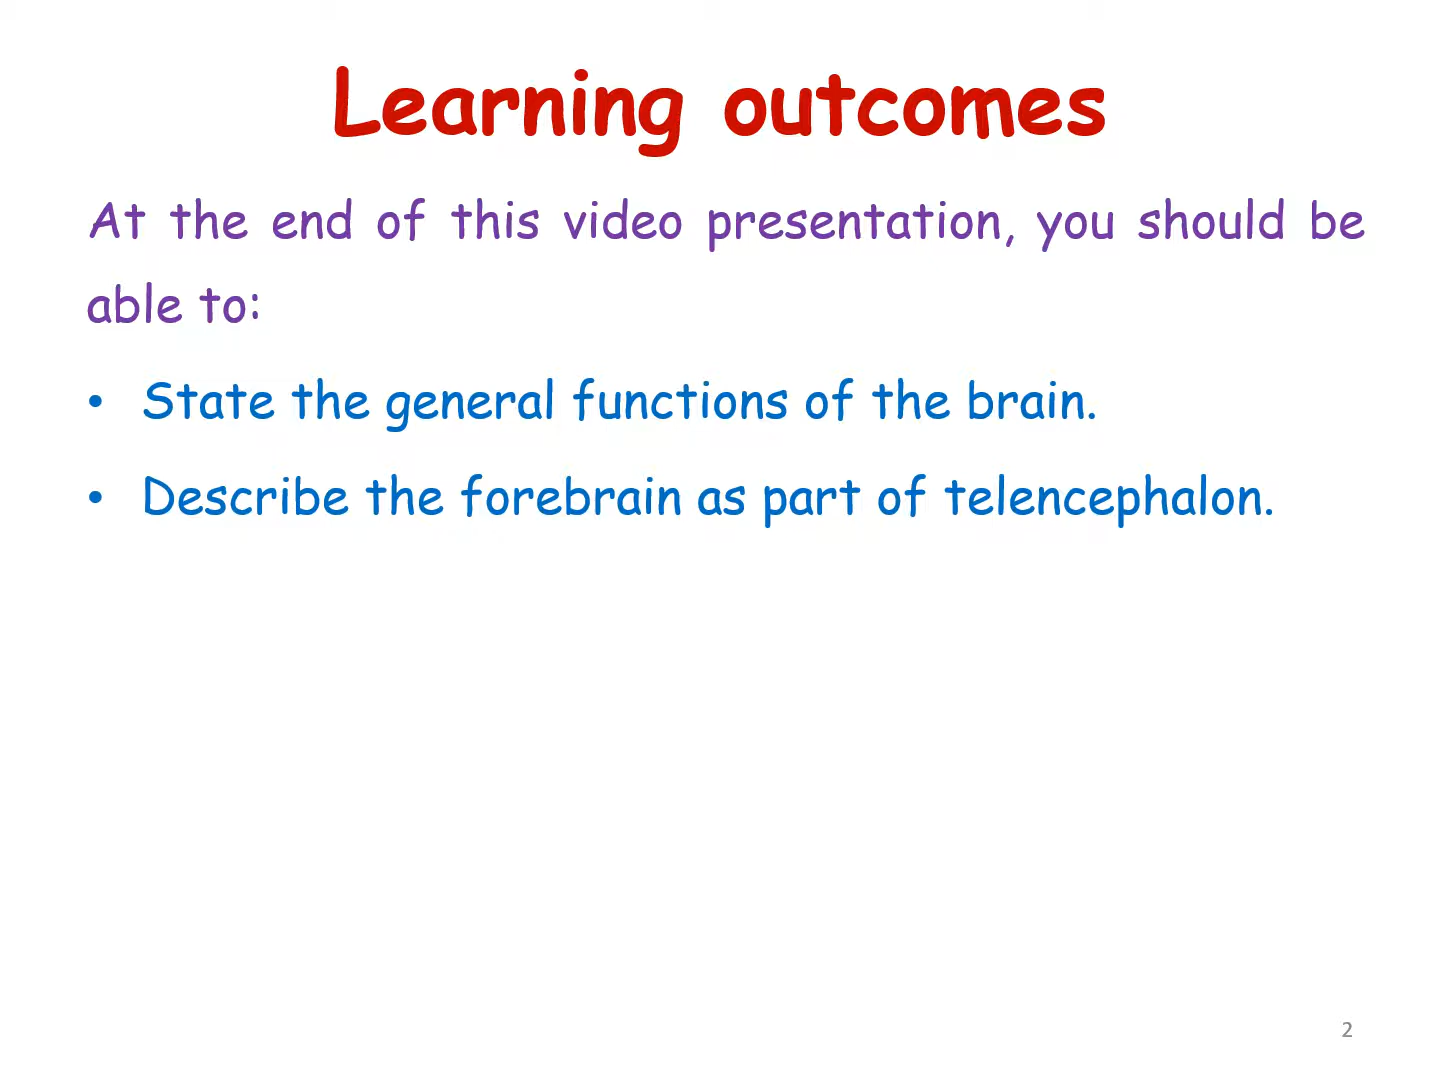 Learning outcomes
At the end of this video presentation, you should be
able to:
• State the general functions of the brain.
• Describe the forebrain as part of telencephalon.
2